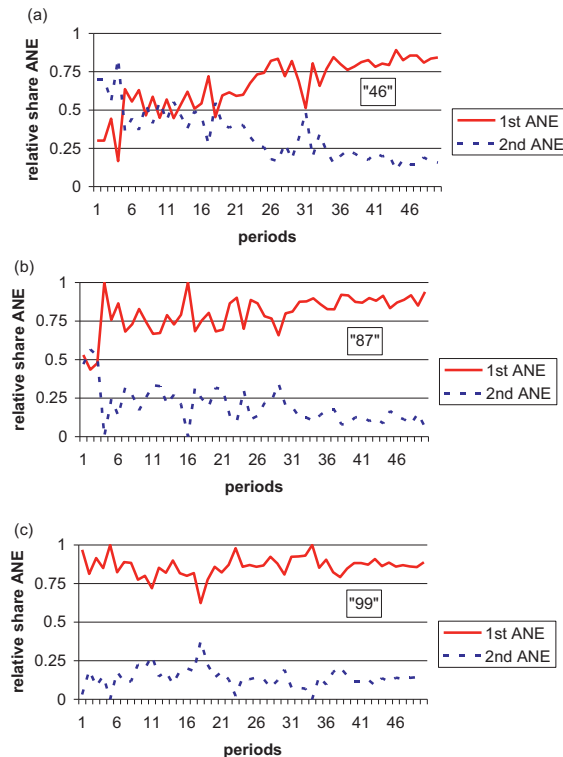 (a)
relative share ANE
1
0.75
0.5
0.25
0
"46"
1 6 11 16 21 26 31 36 41 46
periods
1st ANE
2nd ANE
(b)
relative share ANE
1
0.75
0.5
0.25
0
"87"
1 6 11 16 21 26 31 36 41 46
periods
1st ANE
2nd ANE
(c)
relative share ANE
1
0.75
0.5
0.25
0
"99"
1 6 11 16 21 26 31 36 41 46
periods
1st ANE
2nd ANE